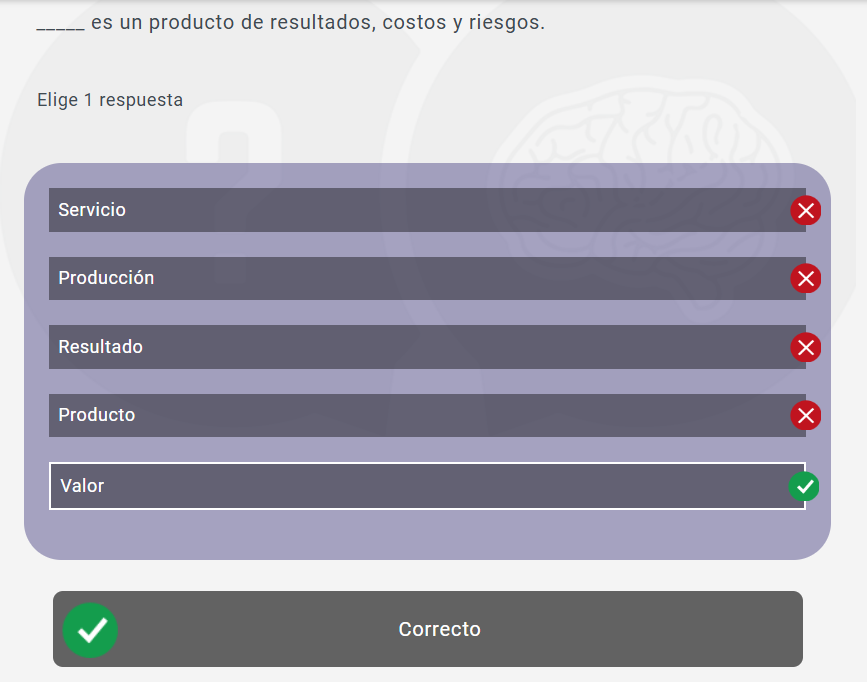 _____ es un producto de resultados, costos y riesgos.
Elige 1 respuesta
Servicio
Producción
Resultado
Producto
Valor
Correcto